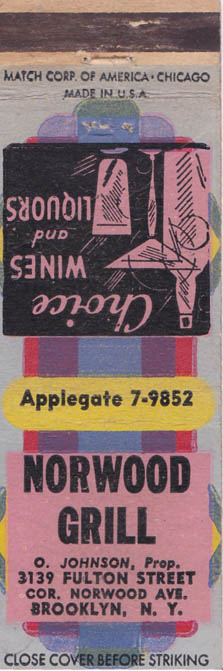 MATCH CORP. OF AMERICA • CHICAGO
MADE IN U.S.A.
Choice
WINES
and
LIQUORS
Applegate 7-9852
NORWOOD
GRILL
O. JOHNSON, Prop.
3139 FULTON STREET
COR. NORWOOD AVE.
BROOKLYN, N. Y.
CLOSE COVER BEFORE STRIKING